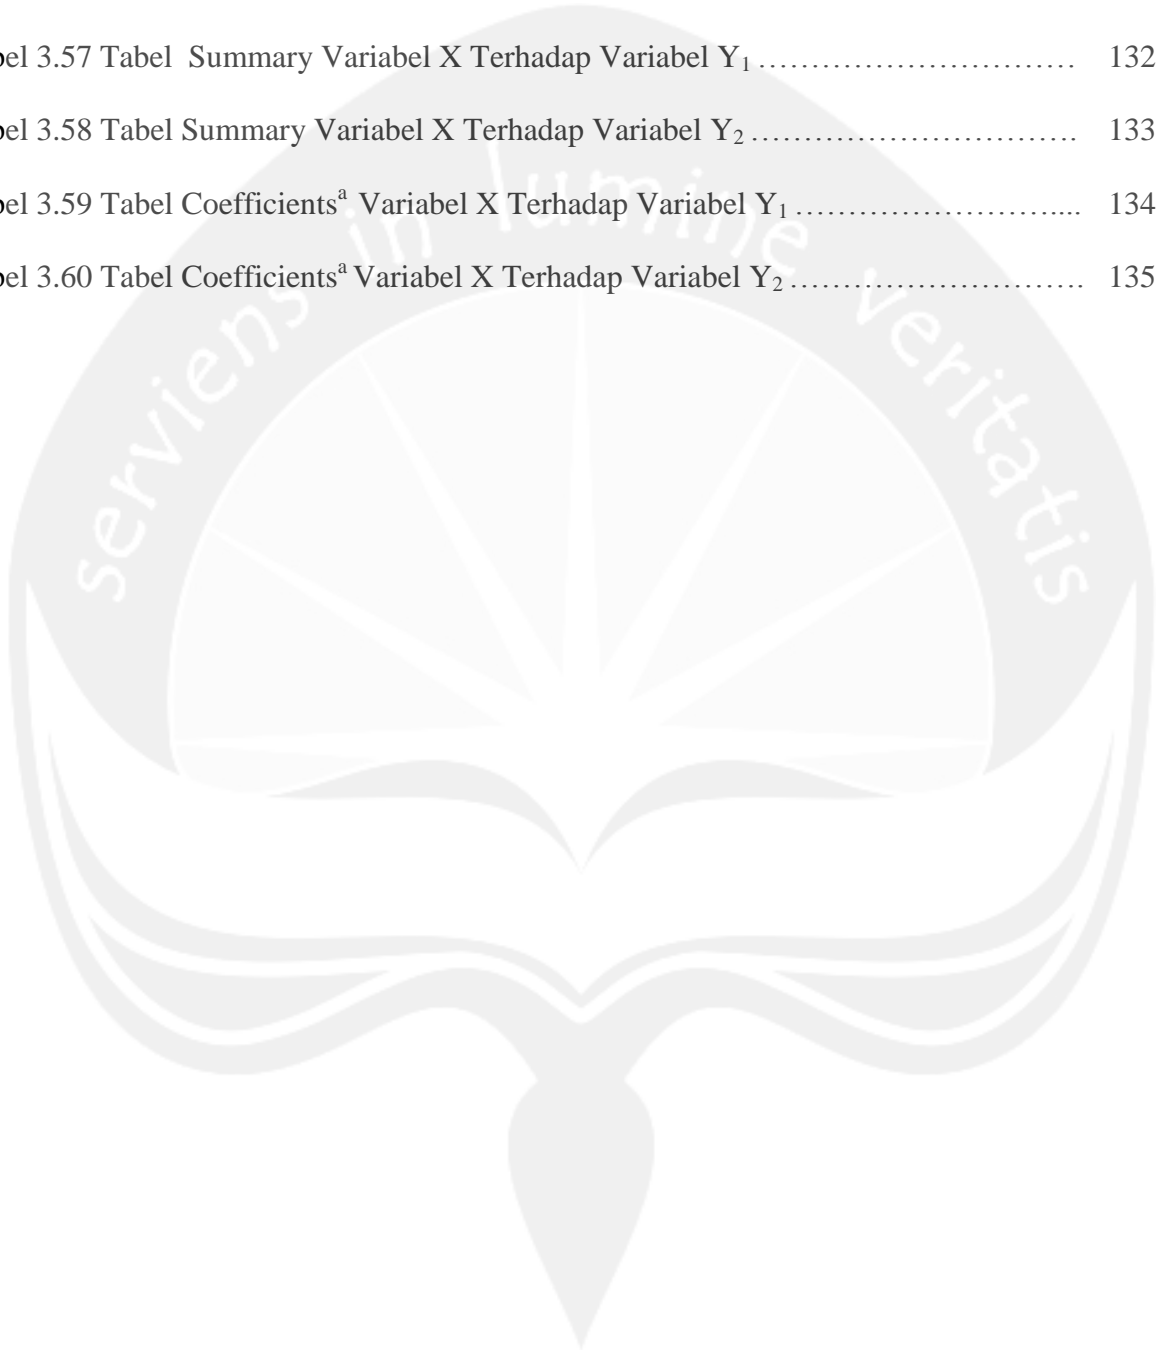 bel 3.57 Tabel  Summary Variabel X Terhadap Variabel Y₁ ………………………… 132
bel 3.58 Tabel Summary Variabel X Terhadap Variabel Y₂ …………………………. 133
bel 3.59 Tabel Coefficientsᵃ  Variabel X Terhadap Variabel Y₁ …………………….... 134
bel 3.60 Tabel Coefficientsᵃ Variabel X Terhadap Variabel Y₂ ………………………. 135
serviens in lumine veritatis